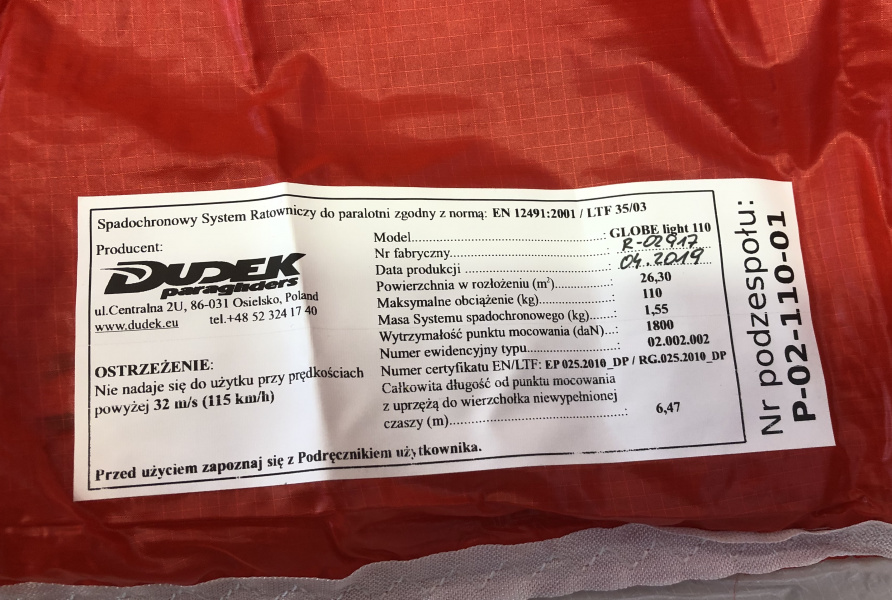 Spadochronowy System Ratowniczy do paralotni zgodny z normą: EN 12491:2001 / LTF 35/03
Producent:
DUDEK
paragliders
ul.Centralna 2U, 86-031 Osielsko, Poland
www.dudek.eu tel.+48 52 324 17 40
OSTRZEŻENIE:
Nie nadaje się do użytku przy prędkościach
powyżej 32 m/s (115 km/h)
Model: GLOBE light 110
Nr fabryczny: R-02917
Data produkcji: 04.2019
Powierzchnia w rozłożeniu (m²): 26,30
Maksymalne obciążenie (kg): 110
Masa Systemu spadochronowego (kg): 1,55
Wytrzymałość punktu mocowania (daN): 1800
Numer ewidencyjny typu: 02.002.002
Numer certyfikatu EN/LTF: EP 025.2010_DP / RG.025.2010_DP
Całkowita długość od punktu mocowania
z uprzężą do wierzchołka niewypełnionej
czaszy (m): 6,47
Przed użyciem zapoznaj się z Podręcznikiem użytkownika.
Nr podzespołu:
P-02-110-01